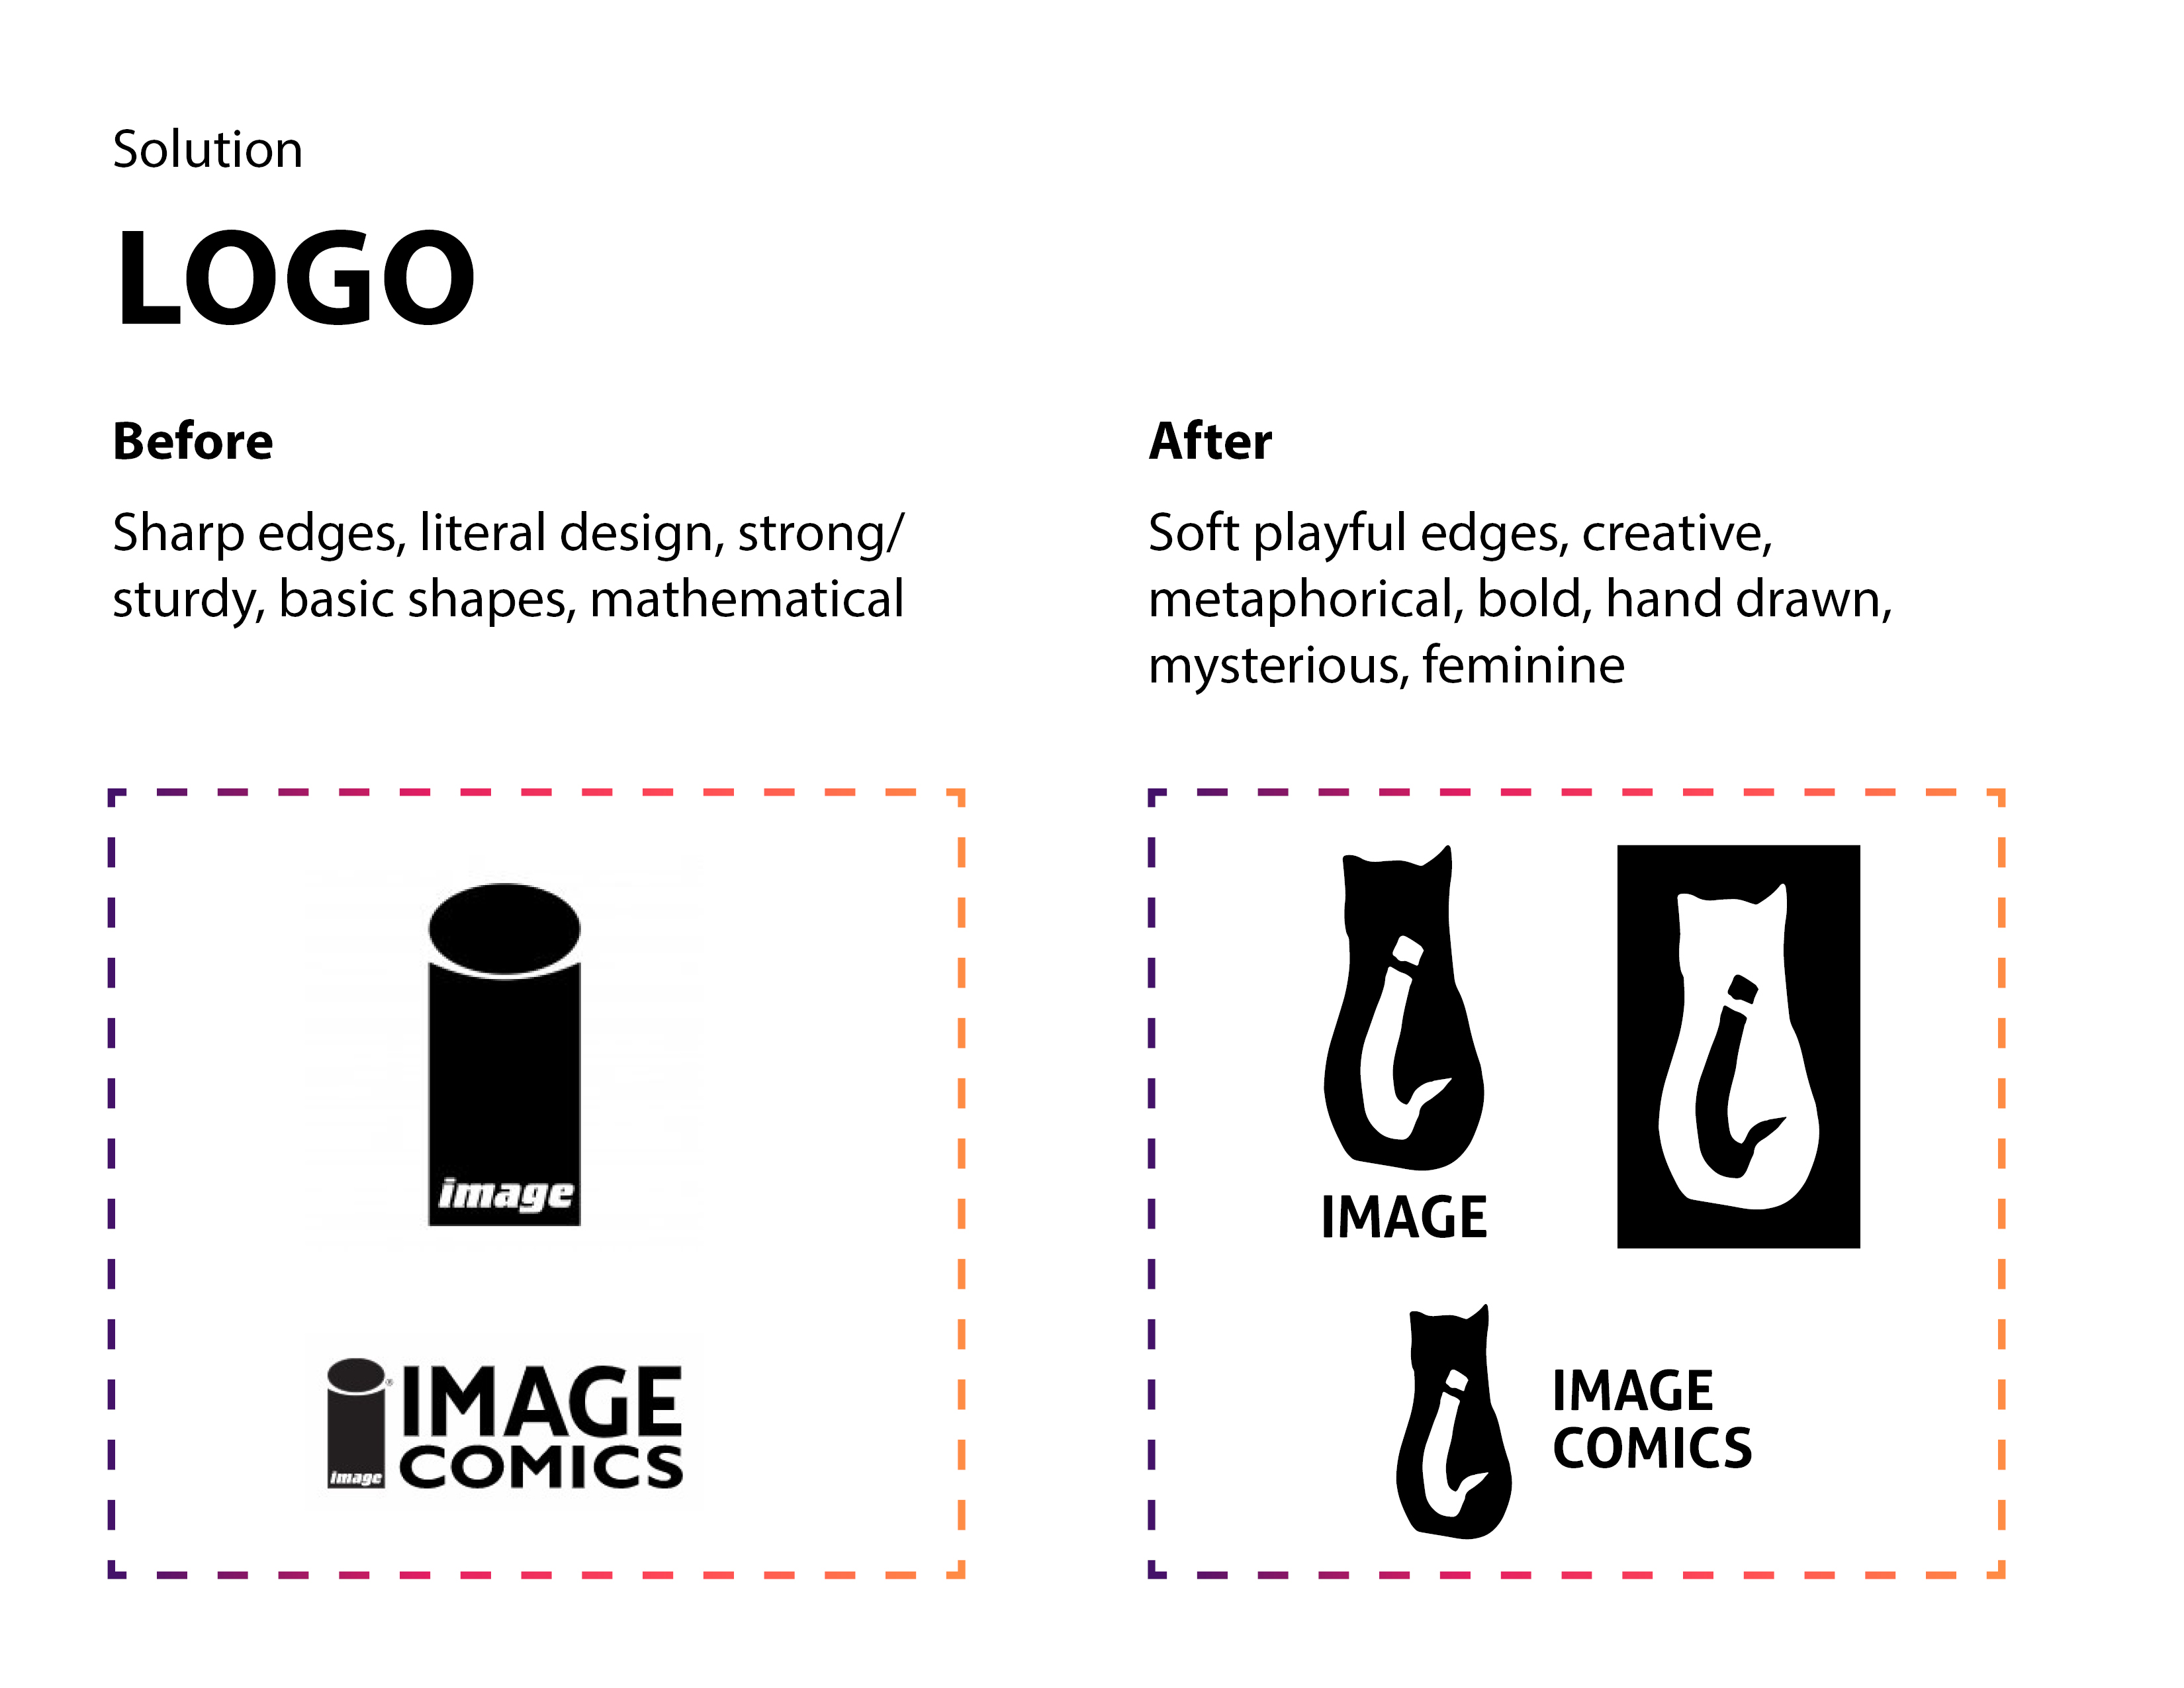 Solution
LOGO
Before
Sharp edges, literal design, strong/
sturdy, basic shapes, mathematical
After
Soft playful edges, creative,
metaphorical, bold, hand drawn,
mysterious, feminine
image
image
IMAGE
COMICS
®
IMAGE
IMAGE
COMICS